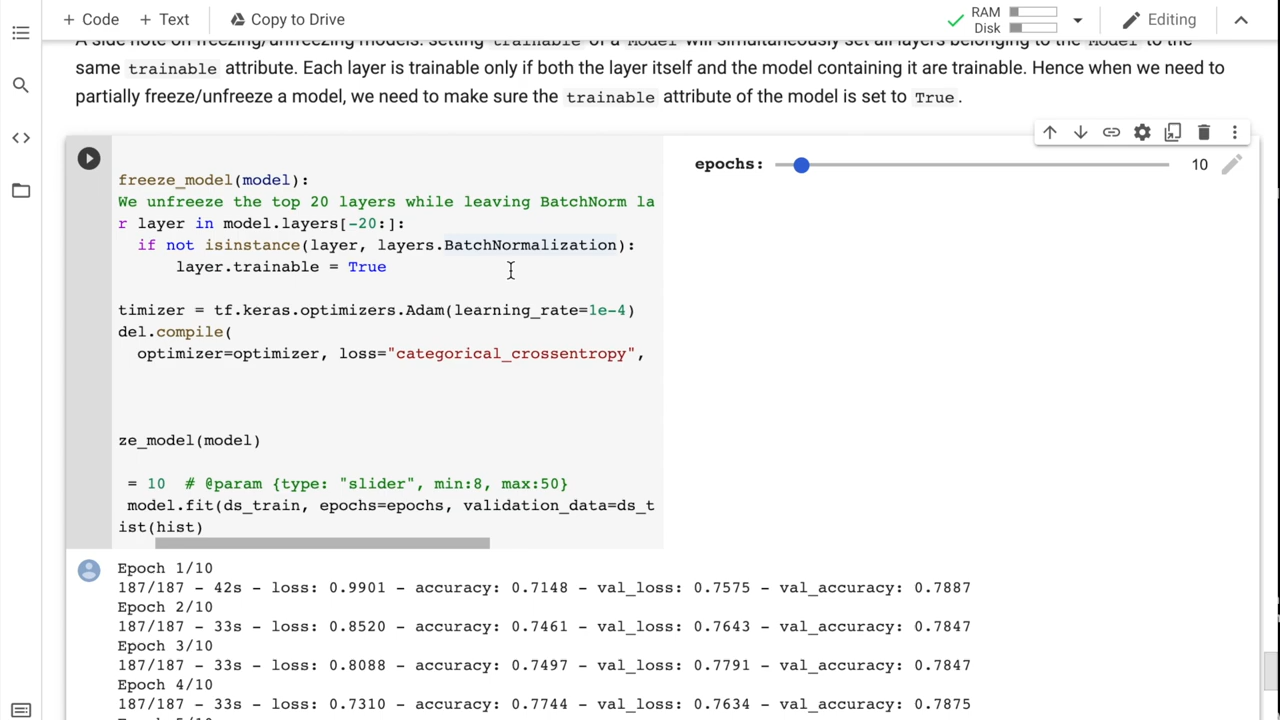 + Code + Text Copy to Drive RAM Disk Editing
A side note on freezing/unfreezing models: setting trainable of a Model will simultaneously set all layers belonging to the Model to the
same trainable attribute. Each layer is trainable only if both the layer itself and the model containing it are trainable. Hence when we need to
partially freeze/unfreeze a model, we need to make sure the trainable attribute of the model is set to True.
epochs: 10
freeze_model(model):
We unfreeze the top 20 layers while leaving BatchNorm la
r layer in model.layers[-20:]:
if not isinstance(layer, layers.BatchNormalization):
layer.trainable = True
timizer = tf.keras.optimizers.Adam(learning_rate=1e-4)
del.compile(
optimizer=optimizer, loss="categorical_crossentropy",
ze_model(model)
= 10 # @param {type: "slider", min:8, max:50}
model.fit(ds_train, epochs=epochs, validation_data=ds_t
ist(hist)
Epoch 1/10
187/187 - 42s - loss: 0.9901 - accuracy: 0.7148 - val_loss: 0.7575 - val_accuracy: 0.7887
Epoch 2/10
187/187 - 33s - loss: 0.8520 - accuracy: 0.7461 - val_loss: 0.7643 - val_accuracy: 0.7847
Epoch 3/10
187/187 - 33s - loss: 0.8088 - accuracy: 0.7497 - val_loss: 0.7791 - val_accuracy: 0.7847
Epoch 4/10
187/187 - 33s - loss: 0.7310 - accuracy: 0.7744 - val_loss: 0.7634 - val_accuracy: 0.7875